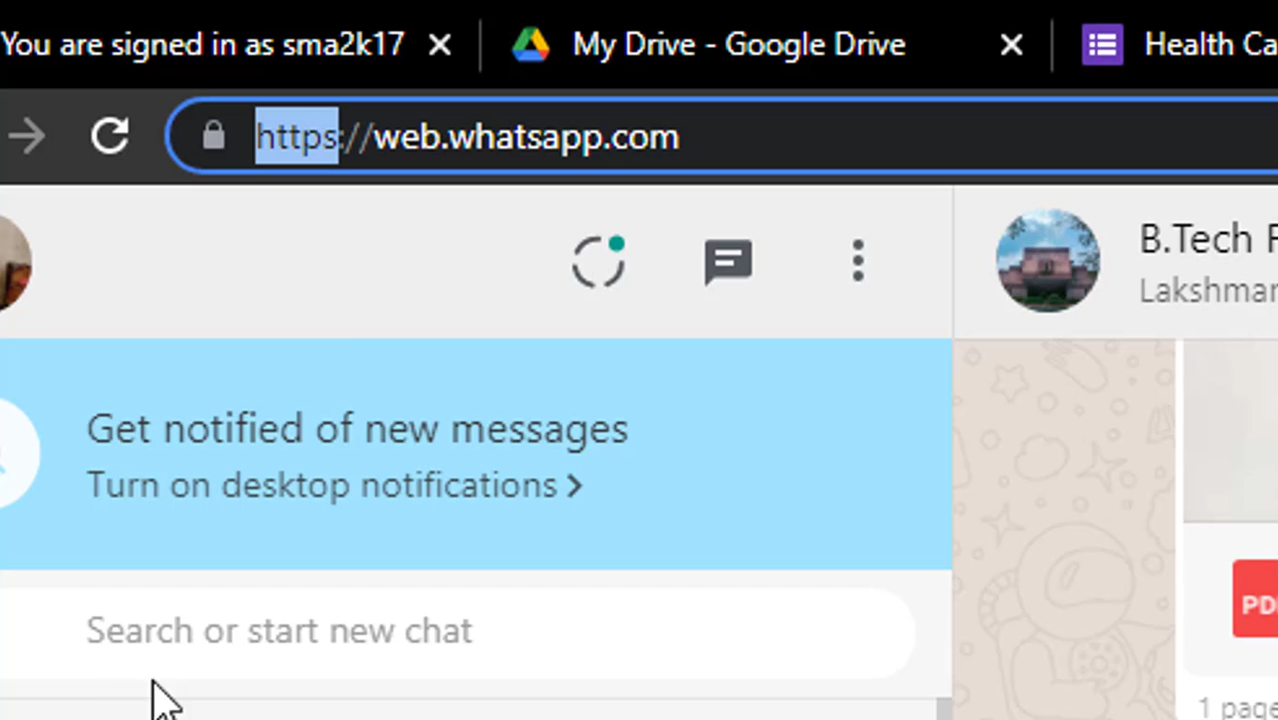 You are signed in as sma2k17
My Drive - Google Drive
Health Ca
https://web.whatsapp.com
B.Tech F
Lakshman
Get notified of new messages
Turn on desktop notifications
Search or start new chat
PD
1 page